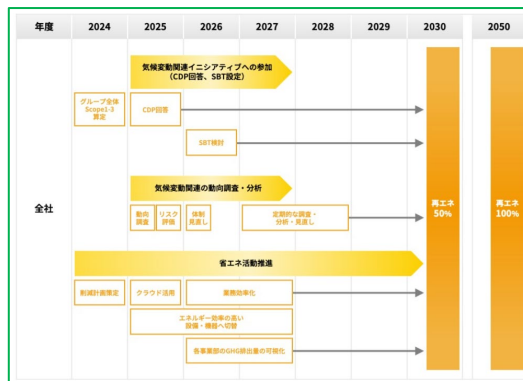 年度 2024 2025 2026 2027 2028 2029 2030 2050
気候変動関連イニシアティブへの参加
(CDP回答、SBT設定)
グループ全体
Scope1-3
算定
CDP回答
SBT検討
全社
気候変動関連の動向調査・分析
動向
調査
リスク
評価
体制
見直し
定期的な調査・
分析・見直し
再エネ
50%
再エネ
100%
省エネ活動推進
削減計画策定
クラウド活用
業務効率化
エネルギー効率の高い
設備・機器へ切替
各事業部のGHG排出量の可視化